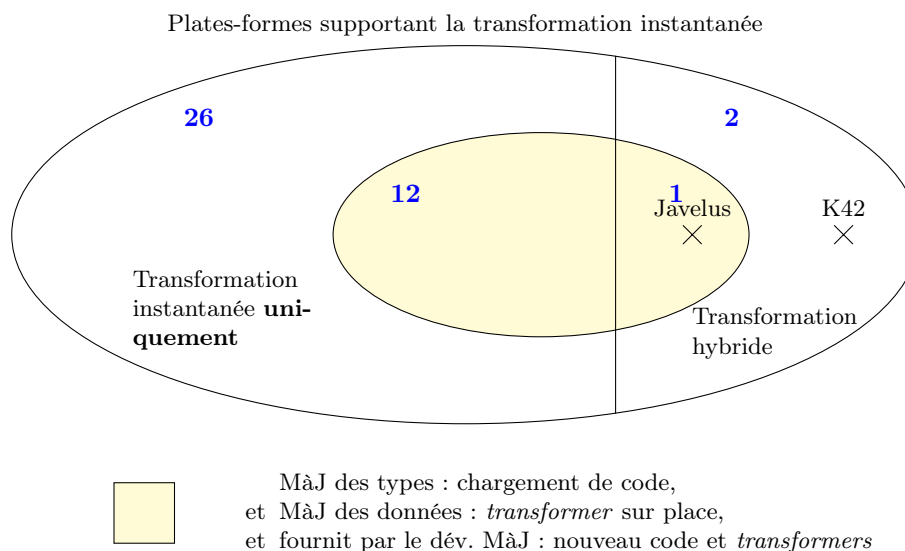 Plates-formes supportant la transformation instantanée
26
2
12
1
Javelus
K42
Transformation
instantanée uni-
quement
Transformation
hybride
MàJ des types : chargement de code,
et MàJ des données : transformer sur place,
et fournit par le dév. MàJ : nouveau code et transformers